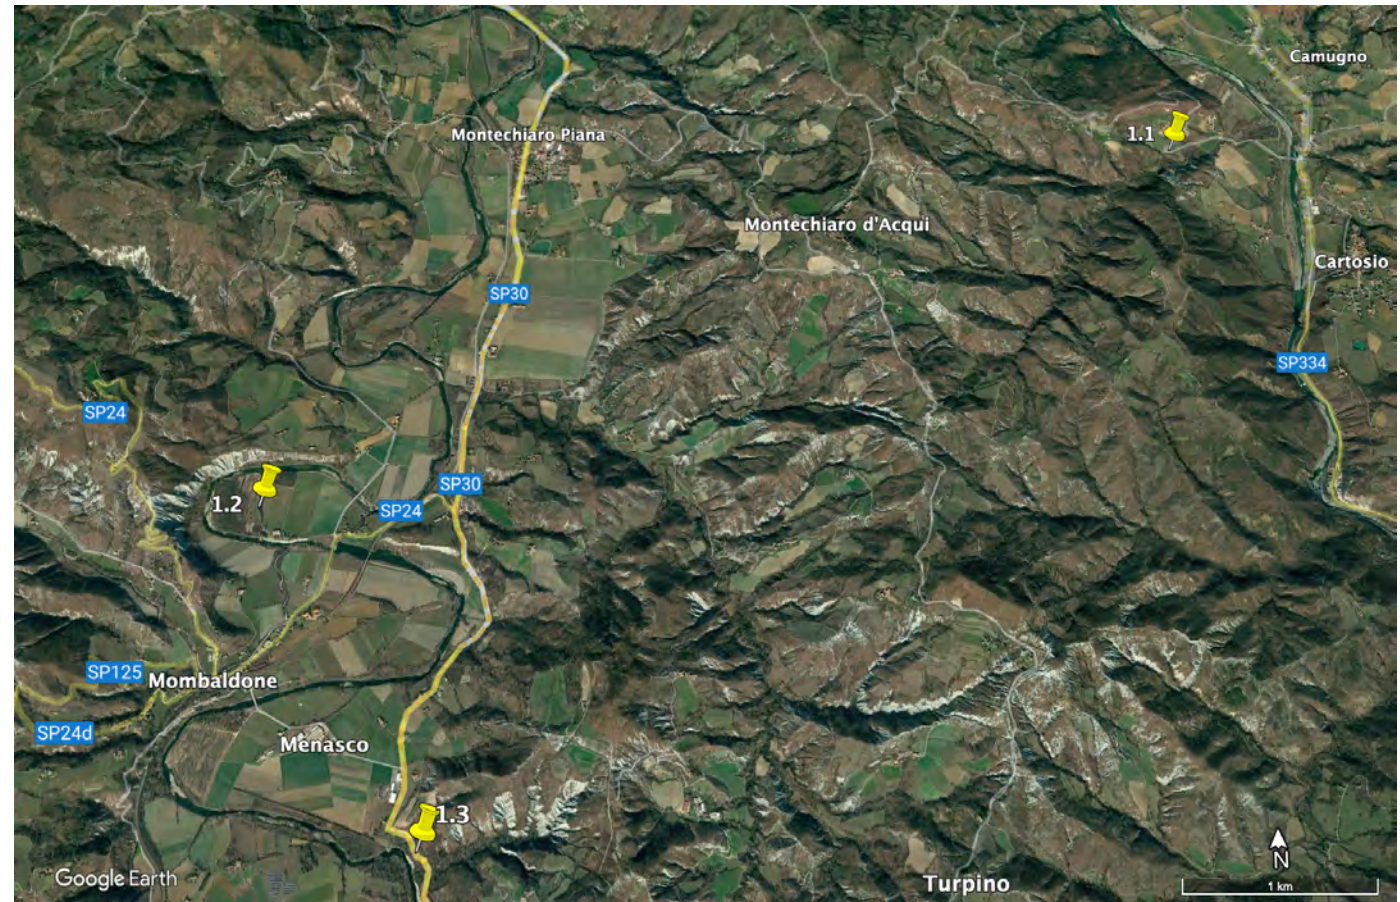 Camugno
Montechiaro Piana
1.1
Montechiaro d'Acqui
Cartosio
SP30
SP334
SP24
SP30
1.2
SP24
SP125
Mombaldone
SP24d
Menasco
1.3
Google Earth
Turpino
N
1 km